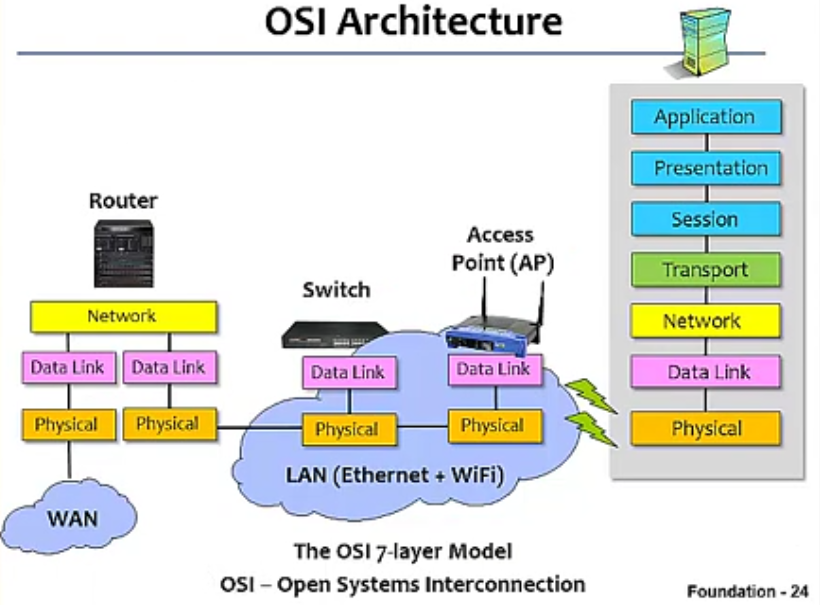 OSI Architecture
Application
Presentation
Session
Transport
Network
Data Link
Physical
Router
Network
Data Link
Data Link
Physical
Physical
WAN
Switch
Data Link
Physical
Access
Point (AP)
Data Link
Physical
LAN (Ethernet + WiFi)
The OSI 7-layer Model
OSI – Open Systems Interconnection
Foundation - 24